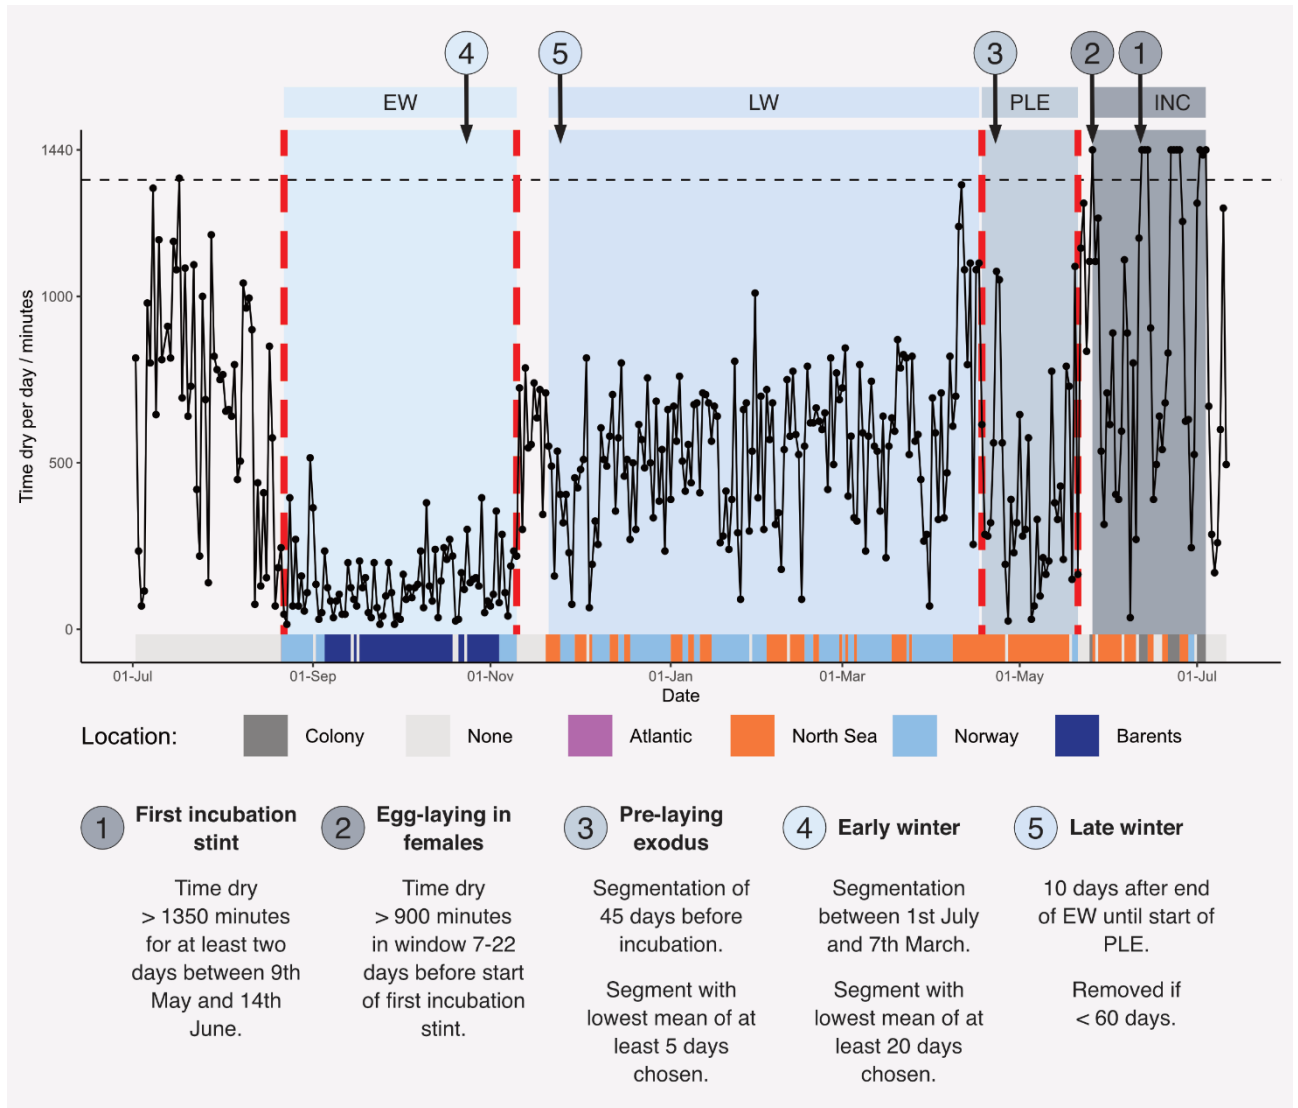 4
5
3
2
1
EW
LW
PLE
INC
1440
1000
500
0
Time dry per day / minutes
01-Jul
01-Sep
01-Nov
01-Jan
01-Mar
01-May
01-Jul
Date
Location:
Colony
None
Atlantic
North Sea
Norway
Barents
1
First incubation
stint
Time dry
> 1350 minutes
for at least two
days between 9th
May and 14th
June.
2
Egg-laying in
females
Time dry
> 900 minutes
in window 7-22
days before start
of first incubation
stint.
3
Pre-laying
exodus
Segmentation of
45 days before
incubation.
Segment with
lowest mean of at
least 5 days
chosen.
4
Early winter
Segmentation
between 1st July
and 7th March.
Segment with
lowest mean of at
least 20 days
chosen.
5
Late winter
10 days after end
of EW until start of
PLE.
Removed if
< 60 days.